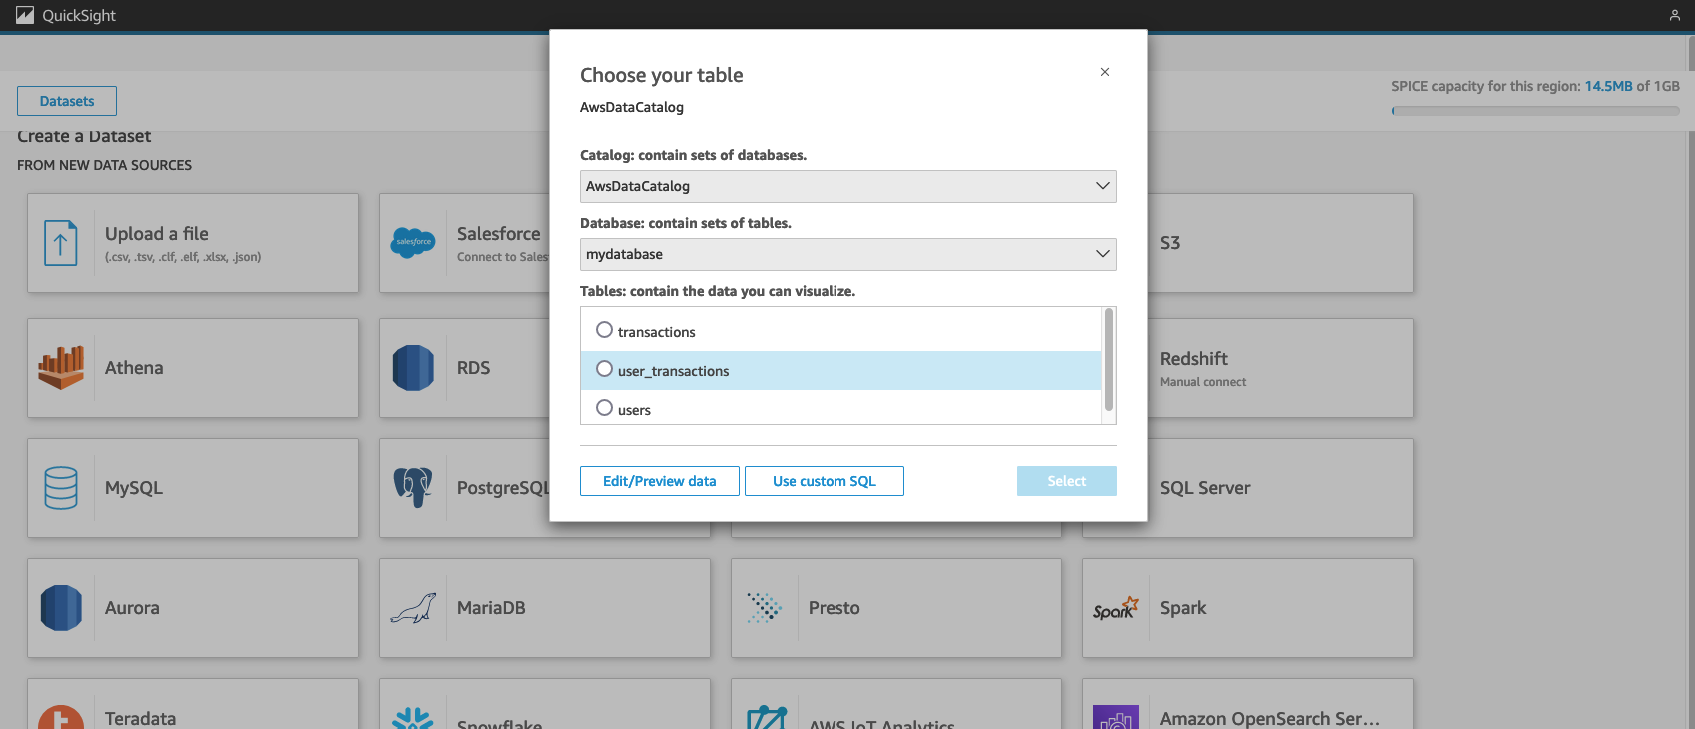 QuickSight
Datasets
SPICE capacity for this region: 14.5MB of 1GB
Create a Dataset
FROM NEW DATA SOURCES
Choose your table
AwsDataCatalog
Catalog: contain sets of databases.
AwsDataCatalog
Database: contain sets of tables.
mydatabase
Tables: contain the data you can visualize.
transactions
user_transactions
users
Edit/Preview data
Use custom SQL
Select
Upload a file
(.csv, .tsv, .clf, .elf, .xlsx, .json)
salesforce
Salesforce
Connect to Sales
S3
Athena
RDS
Redshift
Manual connect
MySQL
PostgreSQL
SQL Server
Aurora
MariaDB
Presto
Spark
Spark
Teradata
Snowflake
AWS IoT Analytics
Amazon OpenSearch Ser...